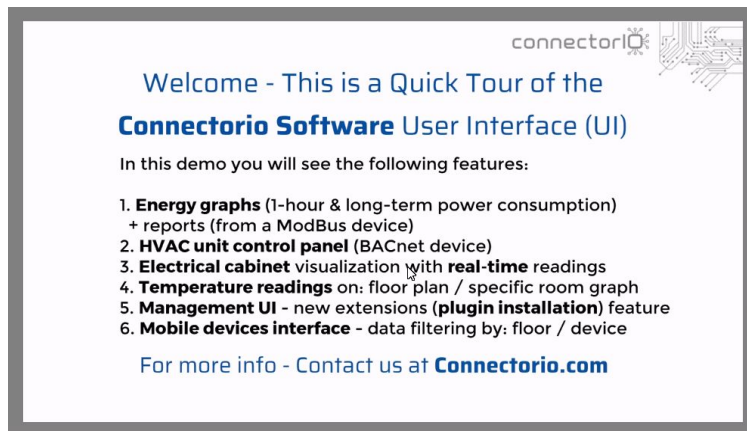 connectorIO
Welcome - This is a Quick Tour of the
Connectorio Software User Interface (UI)
In this demo you will see the following features:
1. Energy graphs (1-hour & long-term power consumption)
+ reports (from a ModBus device)
2. HVAC unit control panel (BACnet device)
3. Electrical cabinet visualization with real-time readings
4. Temperature readings on: floor plan / specific room graph
5. Management UI - new extensions (plugin installation) feature
6. Mobile devices interface - data filtering by: floor / device
For more info - Contact us at Connectorio.com